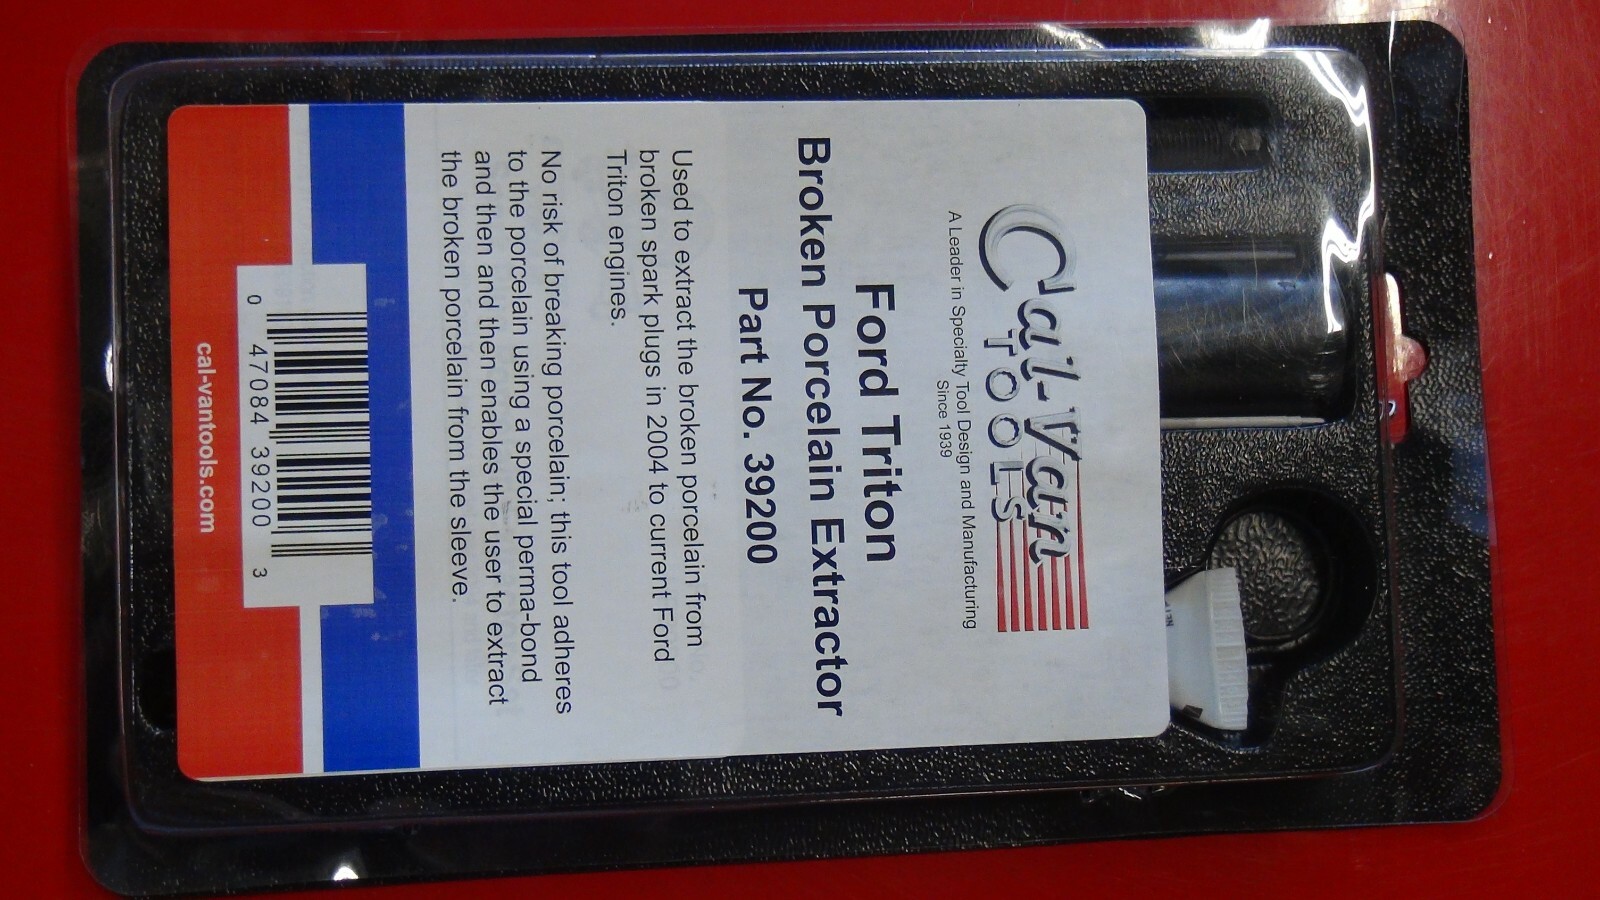 Cal-Van
TOOLS
A Leader in Specialty Tool Design and Manufacturing
Since 1939
Ford Triton
Broken Porcelain Extractor
Part No. 39200
Used to extract the broken porcelain from
broken spark plugs in 2004 to current Ford
Triton engines.
No risk of breaking porcelain; this tool adheres
to the porcelain using a special perma-bond
and then and then enables the user to extract
the broken porcelain from the sleeve.
0 47084 39200 3
cal-vantools.com